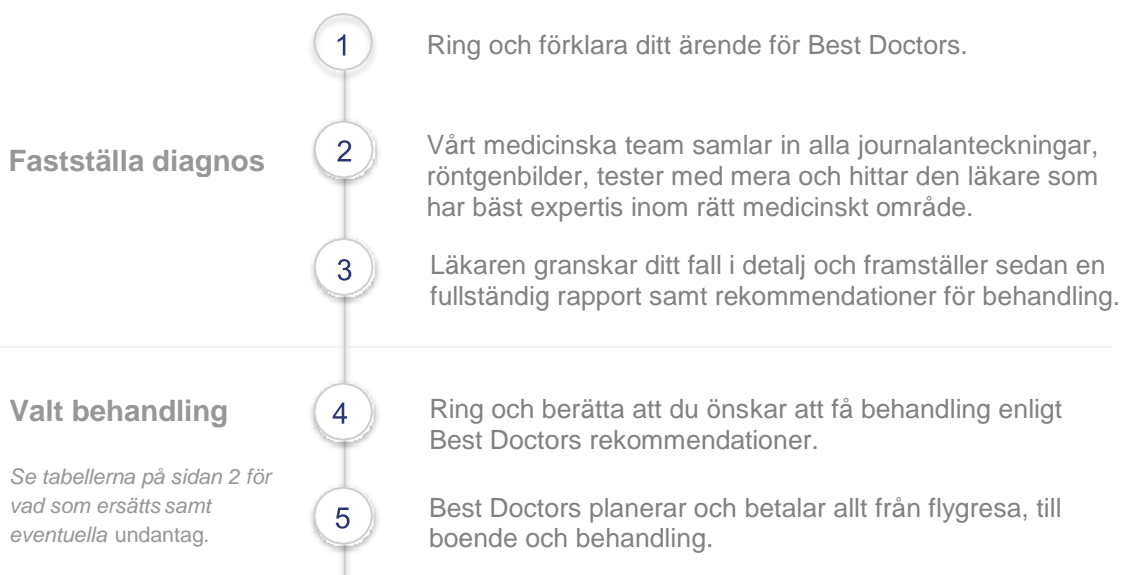 1
Ring och förklara ditt ärende för Best Doctors.
Fastställa diagnos
2
Vårt medicinska team samlar in alla journalanteckningar,
röntgenbilder, tester med mera och hittar den läkare som
har bäst expertis inom rätt medicinskt område.
3
Läkaren granskar ditt fall i detalj och framställer sedan en
fullständig rapport samt rekommendationer för behandling.
Valt behandling
4
Ring och berätta att du önskar att få behandling enligt
Best Doctors rekommendationer.
Se tabellerna på sidan 2 för
vad som ersätts samt
eventuella undantag.
5
Best Doctors planerar och betalar allt från flygresa, till
boende och behandling.